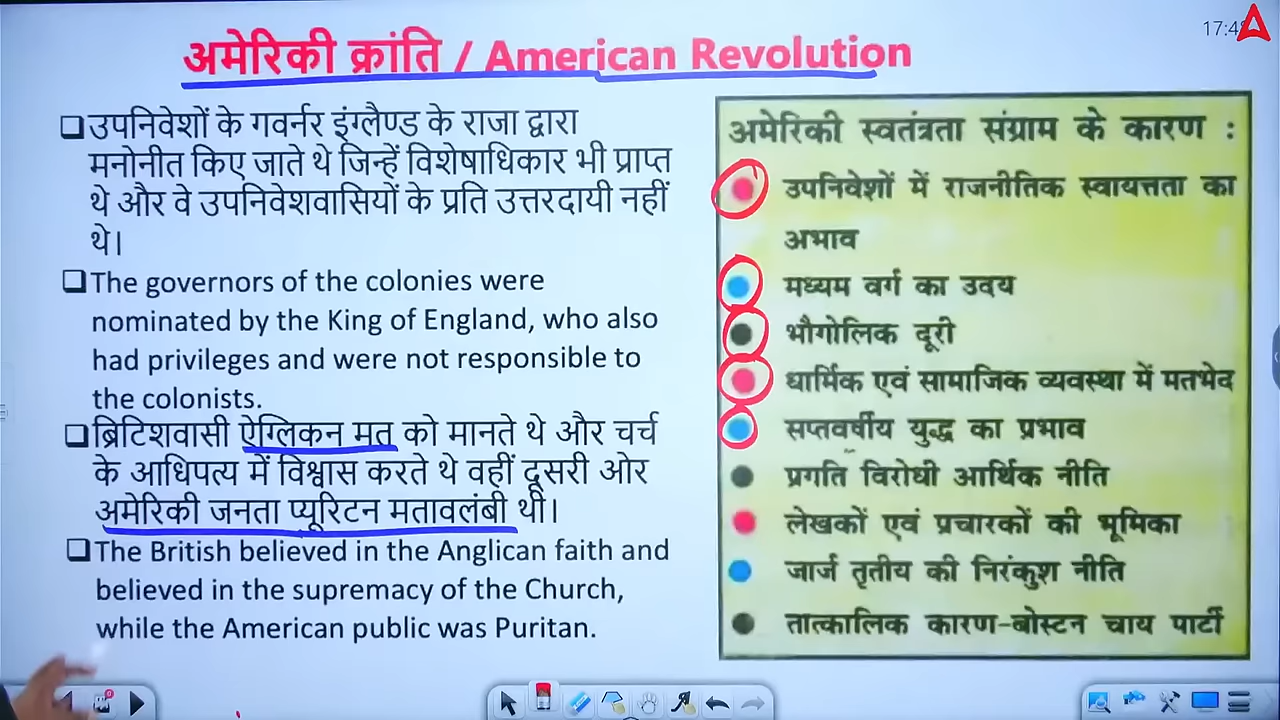 17:4
अमेरिकी क्रांति / American Revolution
❑उपनिवेशों के गवर्नर इंग्लैण्ड के राजा द्वारा
मनोनीत किए जाते थे जिन्हें विशेषाधिकार भी प्राप्त
थे और वे उपनिवेशवासियों के प्रति उत्तरदायी नहीं
थे।
❑The governors of the colonies were
nominated by the King of England, who also
had privileges and were not responsible to
the colonists.
❑ब्रिटिशवासी ऐग्लिकन मत को मानते थे और चर्च
के आधिपत्य में विश्वास करते थे वहीं दूसरी ओर
अमेरिकी जनता प्यूरिटन मतावलंबी थी।
❑The British believed in the Anglican faith and
believed in the supremacy of the Church,
while the American public was Puritan.
अमेरिकी स्वतंत्रता संग्राम के कारण :
उपनिवेशों में राजनीतिक स्वायत्तता का
अभाव
मध्यम वर्ग का उदय
भौगोलिक दूरी
धार्मिक एवं सामाजिक व्यवस्था में मतभेद
सप्तवर्षीय युद्ध का प्रभाव
प्रगति विरोधी आर्थिक नीति
लेखकों एवं प्रचारकों की भूमिका
जार्ज तृतीय की निरंकुश नीति
तात्कालिक कारण-बोस्टन चाय पार्टी